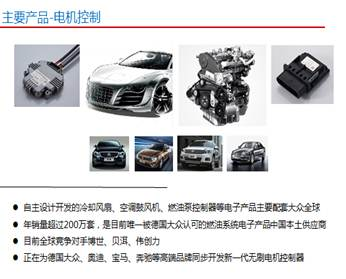 主要产品-电机控制
自主设计开发的冷却风扇、空调鼓风机、燃油泵控制器等电子产品主要配套大众全球
年销量超过200万套，是目前唯一被德国大众认可的燃油系统电子产品中国本土供应商
目前全球竞争对手博世、贝洱、伟创力
正在为德国大众、奥迪、宝马、奔驰等高端品牌同步开发新一代无刷电机控制器